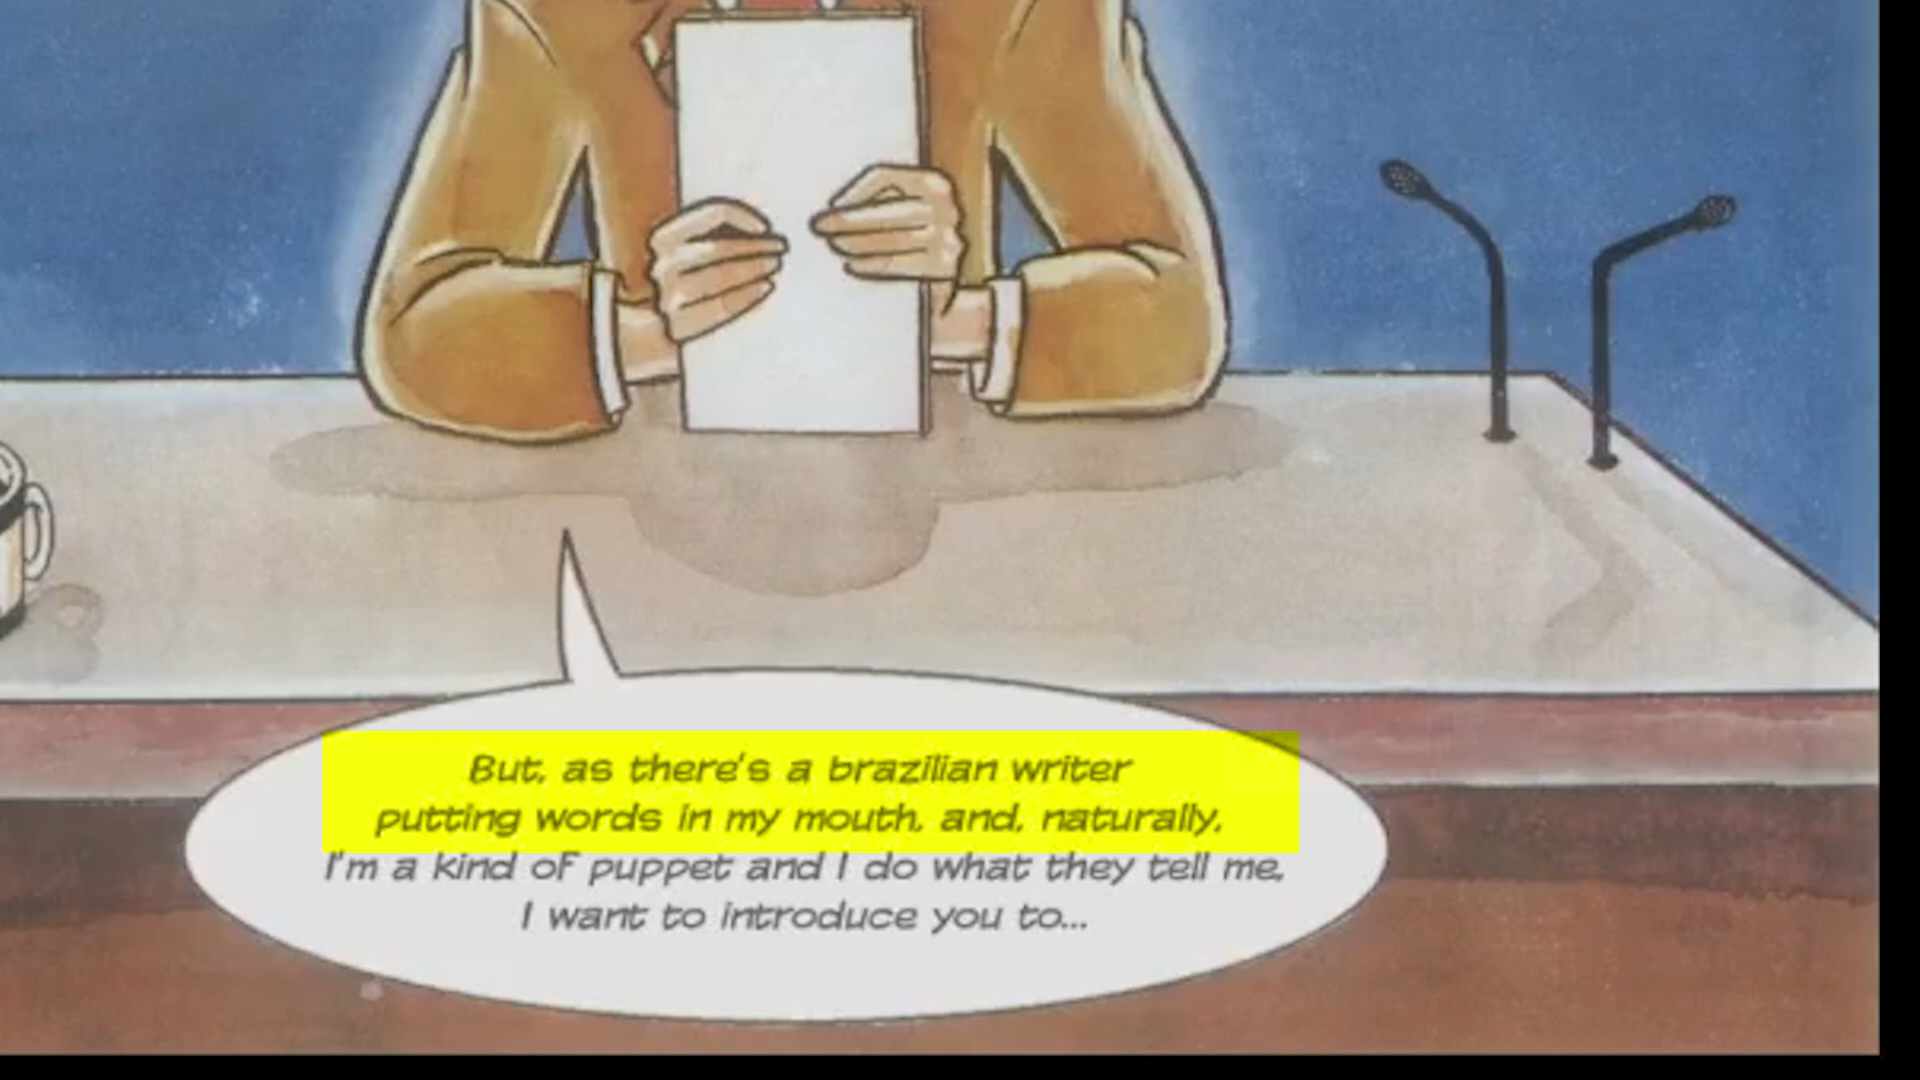 But, as there's a brazilian writer
putting words in my mouth, and, naturally,
I'm a kind of puppet and I do what they tell me,
I want to introduce you to...